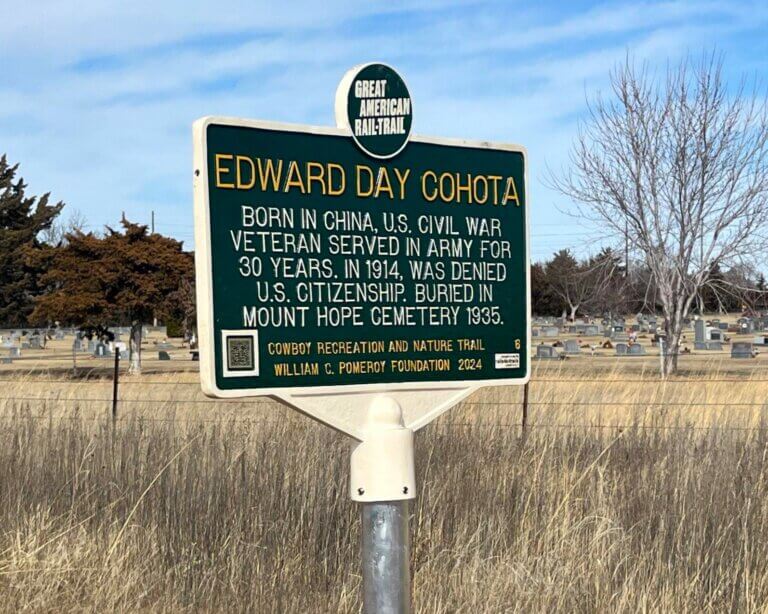 GREAT
AMERICAN
RAIL-TRAIL
EDWARD DAY COHOTA
BORN IN CHINA, U.S. CIVIL WAR
VETERAN SERVED IN ARMY FOR
30 YEARS. IN 1914, WAS DENIED
U.S. CITIZENSHIP. BURIED IN
MOUNT HOPE CEMETERY 1935.
COWBOY RECREATION AND NATURE TRAIL 6
WILLIAM C. POMEROY FOUNDATION 2024